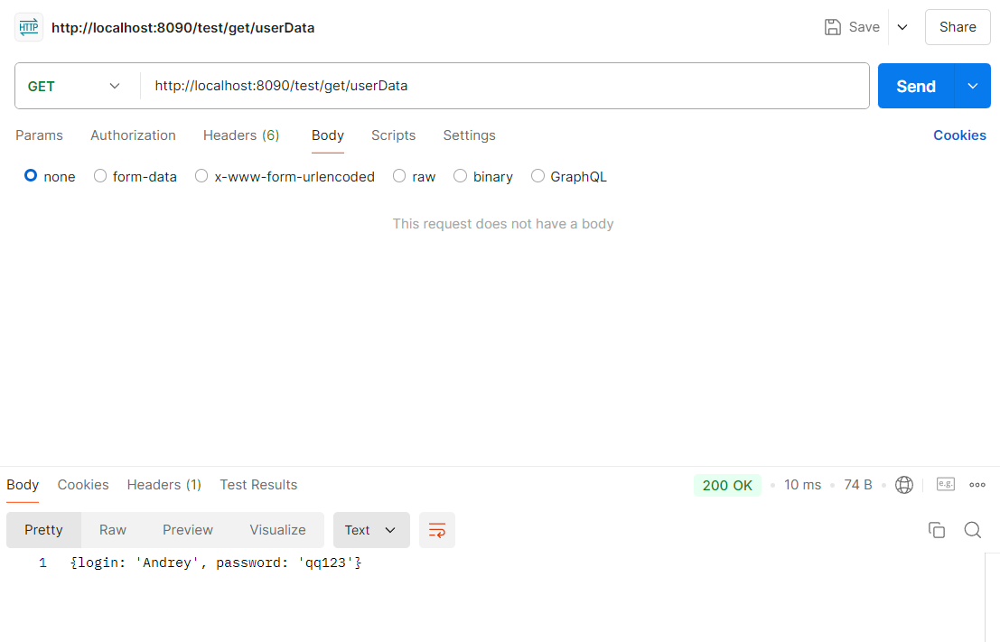 HTTP http://localhost:8090/test/get/userData Save Share
GET http://localhost:8090/test/get/userData Send
Params Authorization Headers (6) Body Scripts Settings Cookies
none form-data x-www-form-urlencoded raw binary GraphQL
This request does not have a body
Body Cookies Headers (1) Test Results 200 OK 10 ms 74 B e.g.
Pretty Raw Preview Visualize Text
1 {login: 'Andrey', password: 'qq123'}